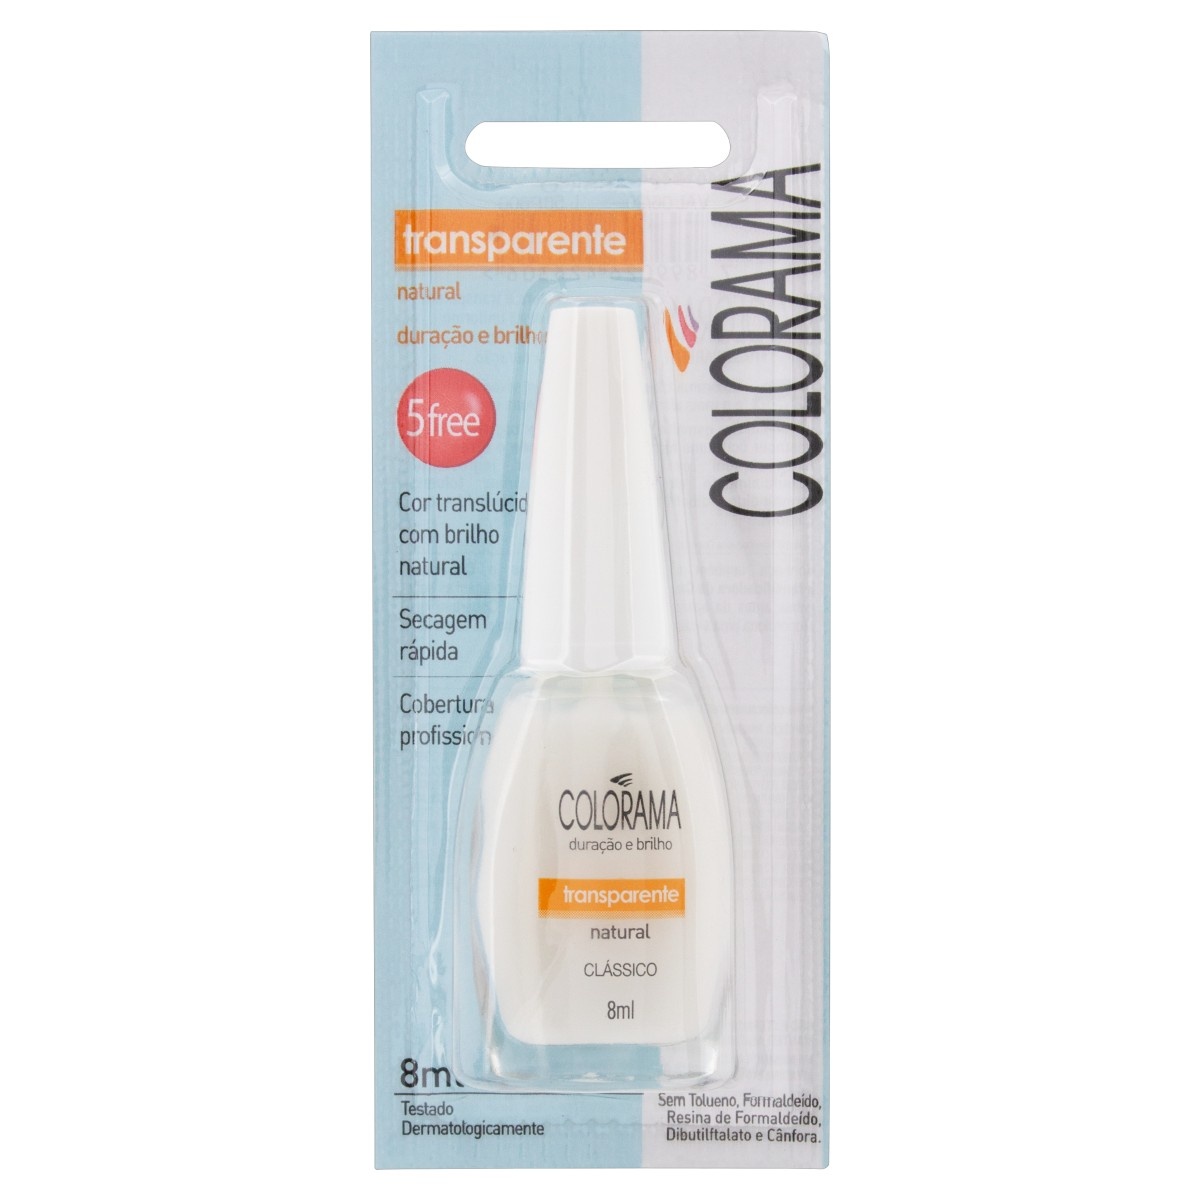 transparente
natural
duração e brilho
5 free
Cor translúcid
com brilho
natural
Secagem
rápida
Cobertura
profission
COLORAMA
COLORAMA
duração e brilho
transparente
natural
CLÁSSICO
8ml
8ml
Testado
Dermatologicamente
Sem Tolueno, Formaldeído,
Resina de Formaldeído,
Dibutilftalato e Cânfora.